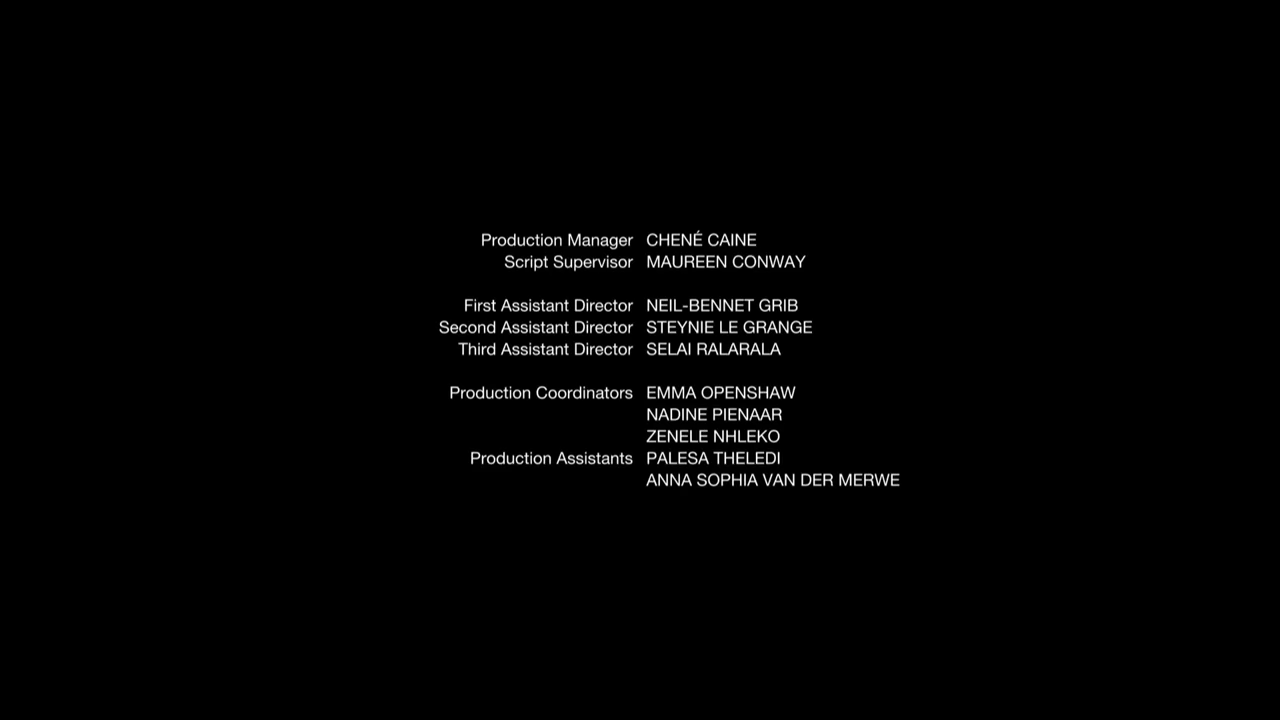 Production Manager CHENÉ CAINE
Script Supervisor MAUREEN CONWAY
First Assistant Director NEIL-BENNET GRIB
Second Assistant Director STEYNIE LE GRANGE
Third Assistant Director SELAI RALARALA
Production Coordinators EMMA OPENSHAW
NADINE PIENAAR
ZENELE NHLEKO
Production Assistants PALESA THELEDI
ANNA SOPHIA VAN DER MERWE